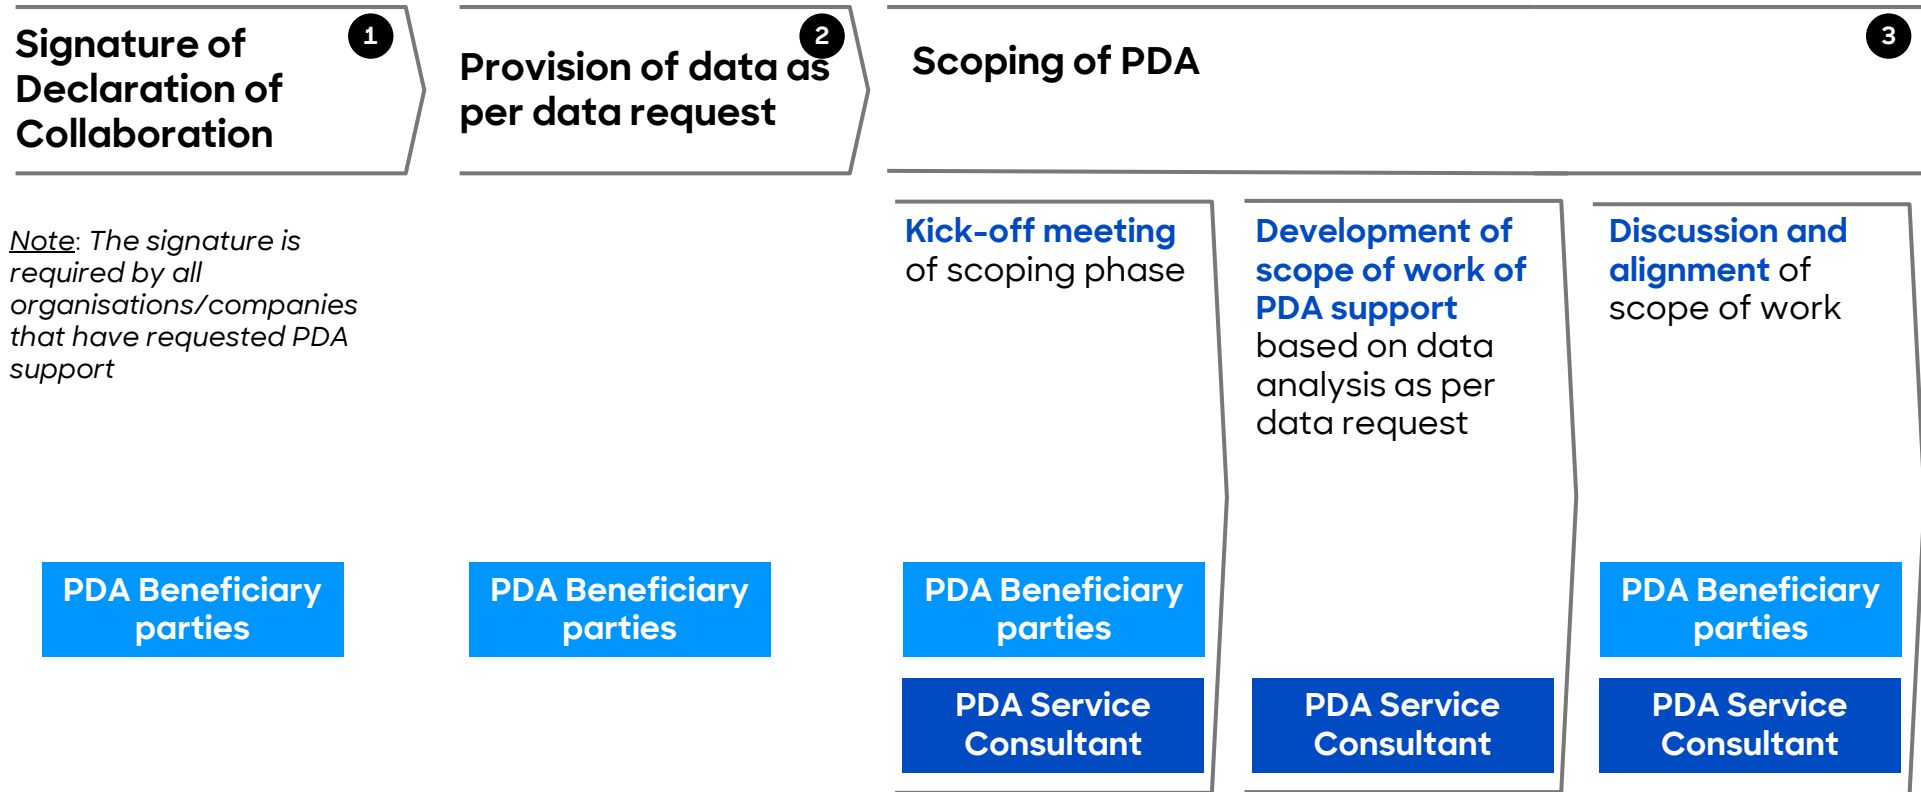 Signature of
Declaration of
Collaboration
1
Provision of data as
per data request
2
Scoping of PDA
3
Note: The signature is
required by all
organisations/companies
that have requested PDA
support
Kick-off meeting
of scoping phase
Development of
scope of work of
PDA support
based on data
analysis as per
data request
Discussion and
alignment of
scope of work
PDA Beneficiary
parties
PDA Beneficiary
parties
PDA Beneficiary
parties
PDA Beneficiary
parties
PDA Service
Consultant
PDA Service
Consultant
PDA Service
Consultant